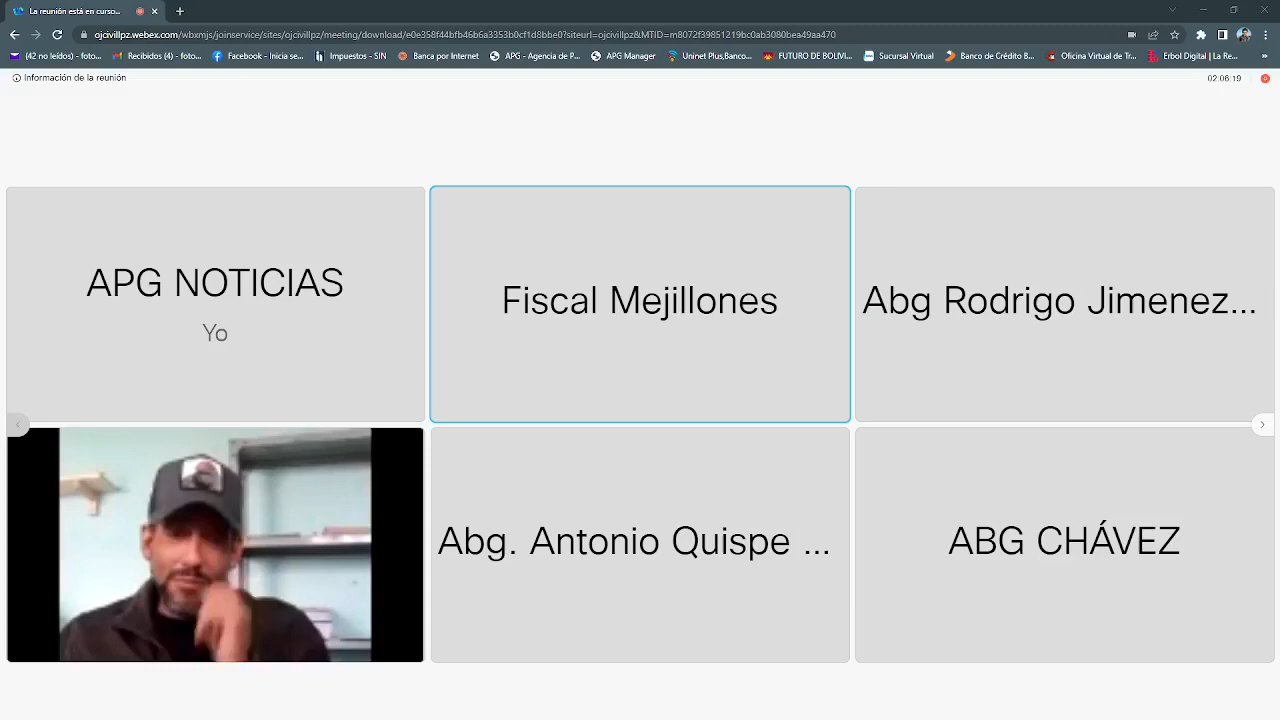 La reunión está en curso...
ojcivillpz.webex.com/wbxmjs/joinservice/sites/ojcivillpz/meeting/download/e0e358f44bfb46b6a33530cf1d8bbe0?siteurl=ojcivillpz&MTID=m8072f39851219bc0ab3080bea49aa470
(42 no leído) - foto...
Recibidos (4) - foto...
Facebook - Inicia se...
Impuestos - SIN
Banca por Internet
APG - Agencia de P...
APG Manager
Uninet Plus,Banco...
FUTURO DE BOLIVI...
Sucursal Virtual
Banco de Crédito B...
Oficina Virtual de Tr...
Erbol Digital | La Re...
»
Información de la reunión
02:06:19
APG NOTICIAS
Yo
Fiscal Mejillones
Abg Rodrigo Jimenez...
Abg. Antonio Quispe ...
ABG CHÁVEZ